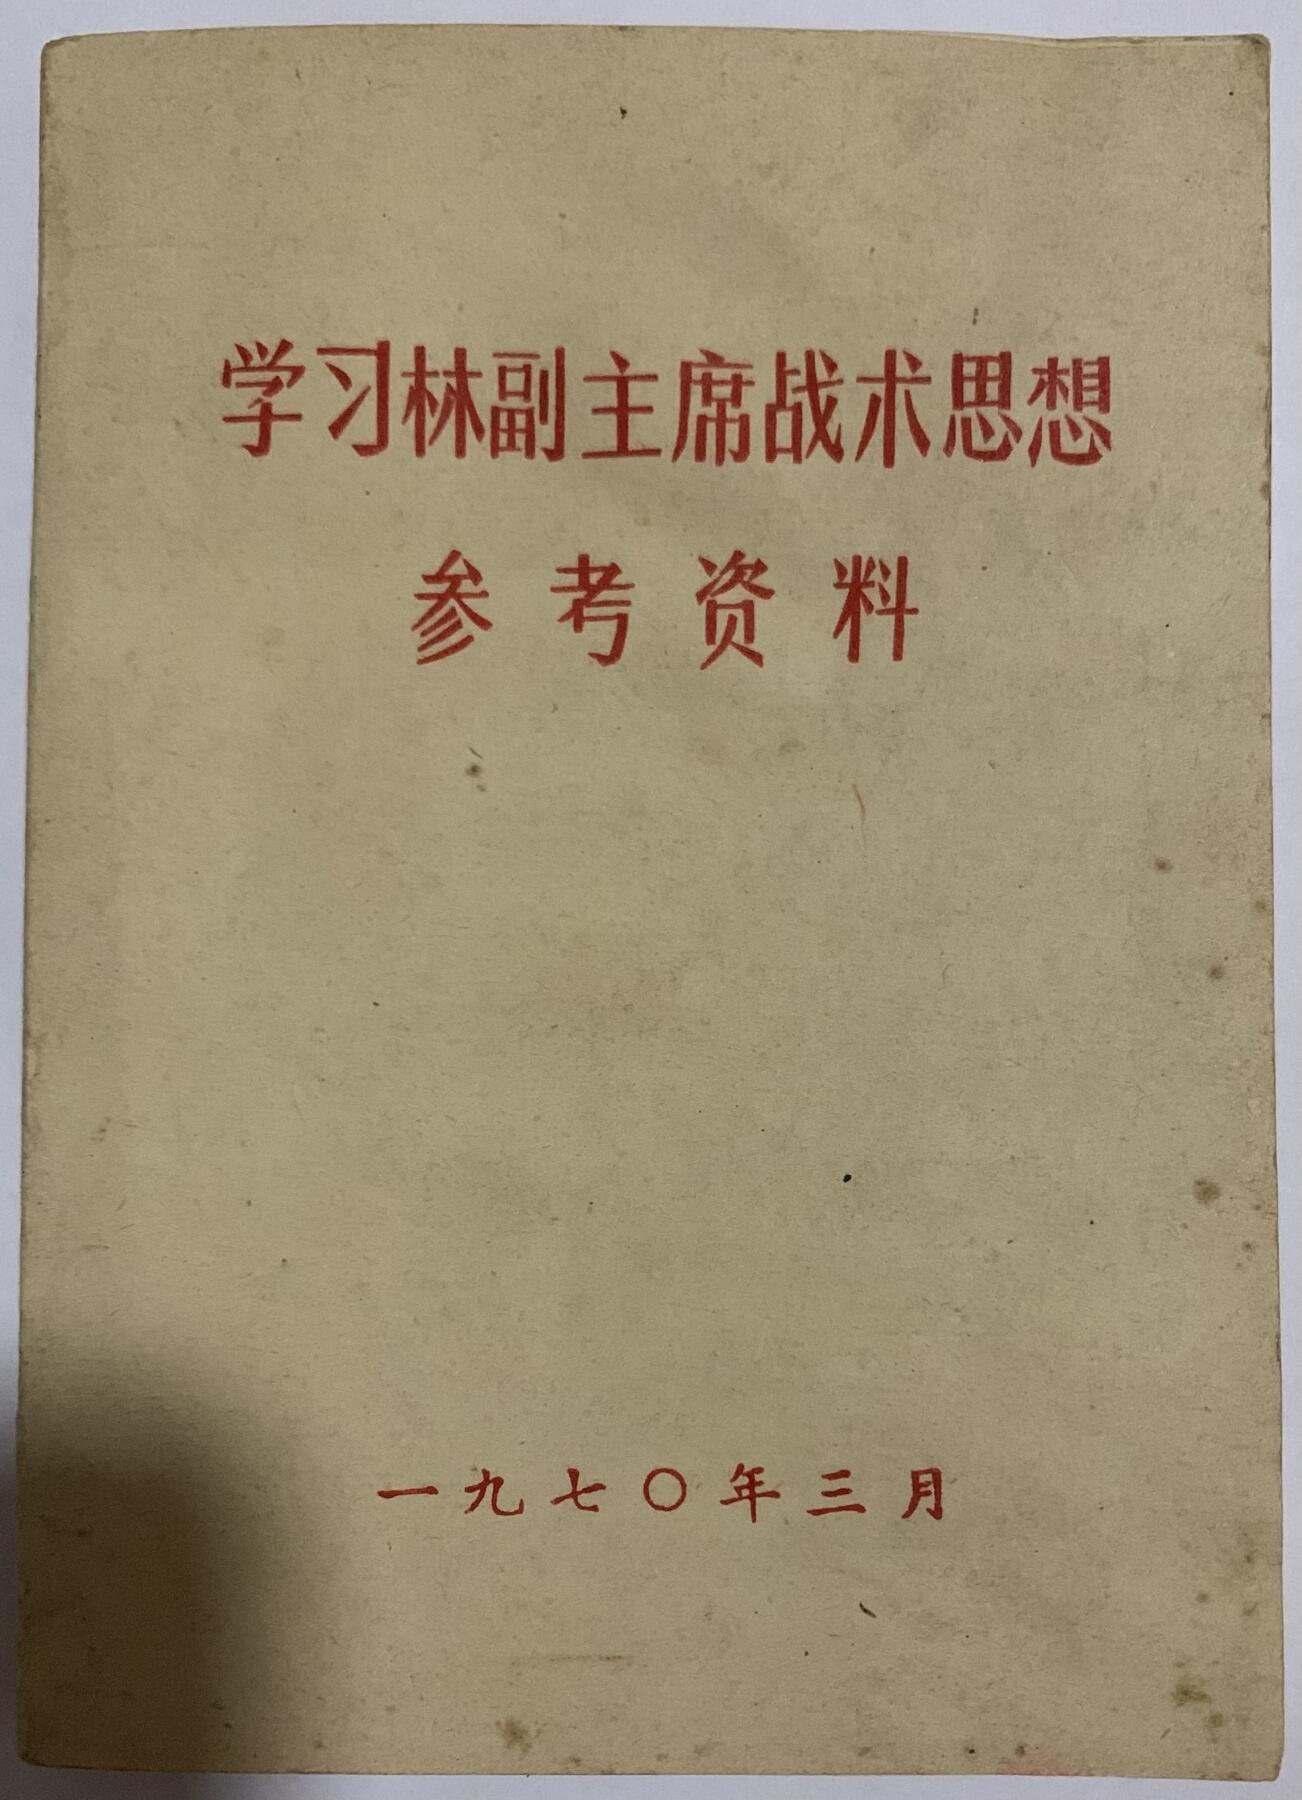 学习林副主席战术思想
参考资料
一九七〇年三月